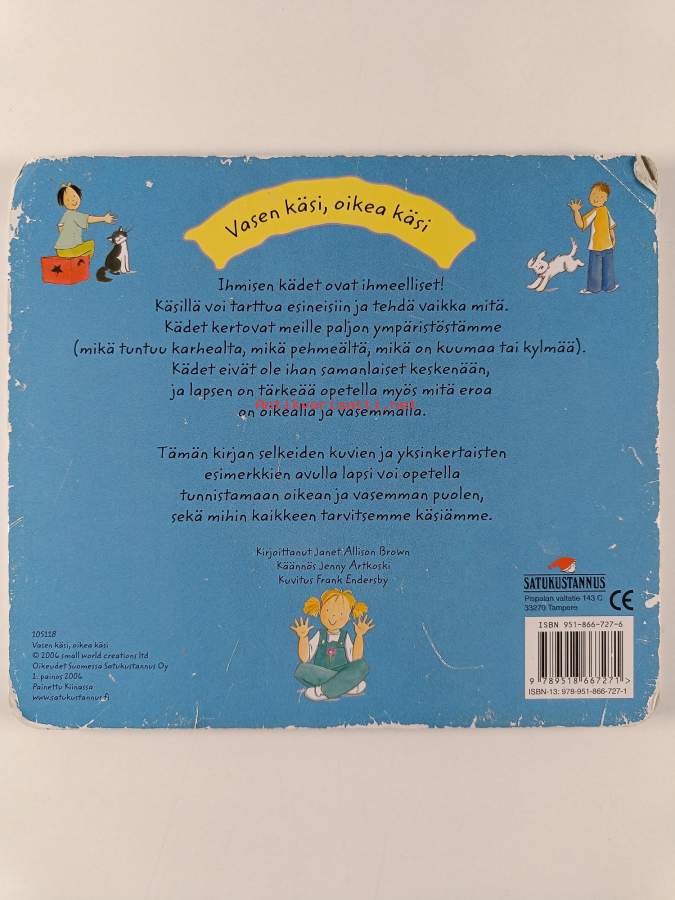 Vasen käsi, oikea käsi
Ihmisen kädet ovat ihmeelliset!
Käsillä voi tarttua esineisiin ja tehdä vaikka mitä.
Kädet kertovat meille paljon ympäristöstämme
(mikä tuntuu karhealta, mikä pehmeältä, mikä on kuumaa tai kylmää).
Kädet eivät ole ihan samanlaiset keskenään,
ja lapsen on tärkeää opetella myös mitä eroa
on oikealla ja vasemmalla.
Antikvariaatti.net
Tämän kirjan selkeiden kuvien ja yksinkertaisten
esimerkkien avulla lapsi voi opetella
tunnistamaan oikean ja vasemman puolen,
sekä mihin kaikkeen tarvitsemme käsiämme.
Kirjoittanut Janet Allison Brown
Käännös Jenny Artkoski
Kuvitus Frank Endersby
SATUKUSTANNUS
Pispalan valtatie 143 C
33270 Tampere
CE
105118
Vasen käsi, oikea käsi
© 2006 small world creations ltd
Oikeudet Suomessa Satukustannus Oy
1. painos 2006
Painettu Kiinassa
www.satukustannus.fi
ISBN 951-866-727-6
9 789518 667271 >
ISBN-13: 978-951-866-727-1